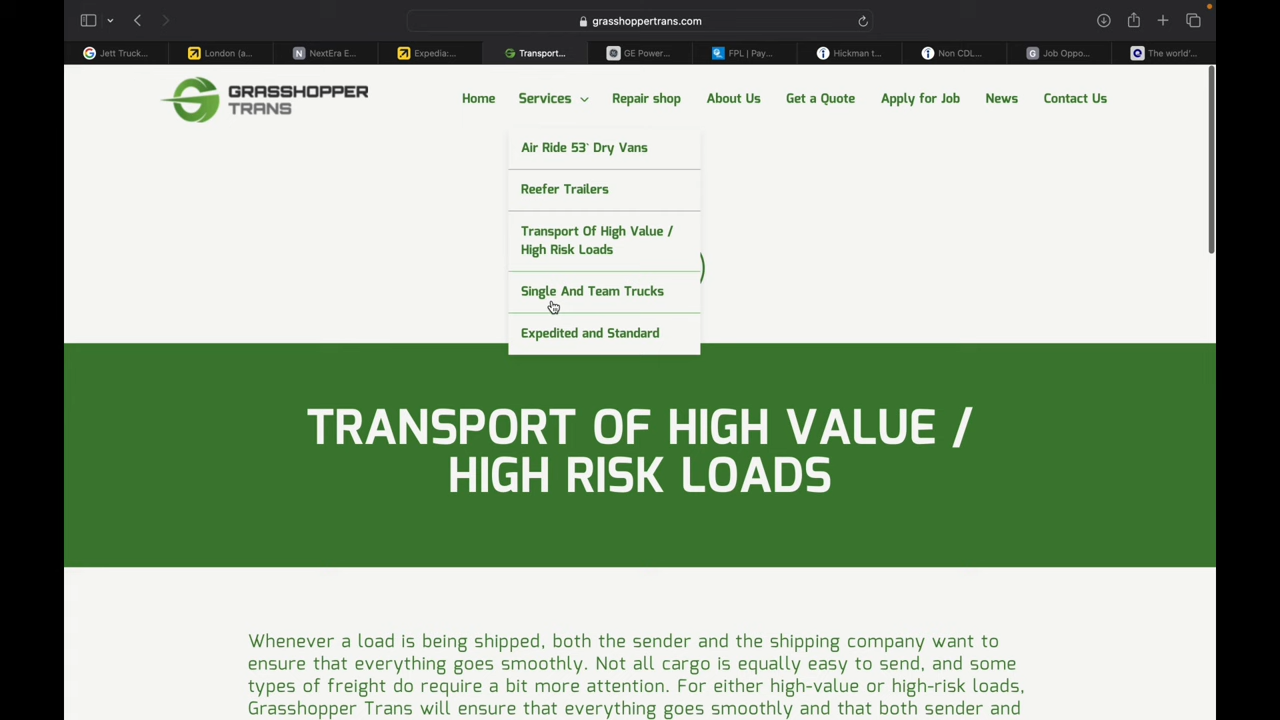 grasshoppertrans.com
Jett Truck...
London (a...
NextEra E...
Expedia:...
Transport...
GE Power...
FPL | Pay...
Hickman t...
Non CDL...
Job Oppo...
The world'...
GRASSHOPPER
TRANS
Home
Services
Repair shop
About Us
Get a Quote
Apply for Job
News
Contact Us
Air Ride 53` Dry Vans
Reefer Trailers
Transport Of High Value /
High Risk Loads
Single And Team Trucks
Expedited and Standard
TRANSPORT OF HIGH VALUE /
HIGH RISK LOADS
Whenever a load is being shipped, both the sender and the shipping company want to
ensure that everything goes smoothly. Not all cargo is equally easy to send, and some
types of freight do require a bit more attention. For either high-value or high-risk loads,
Grasshopper Trans will ensure that everything goes smoothly and that both sender and